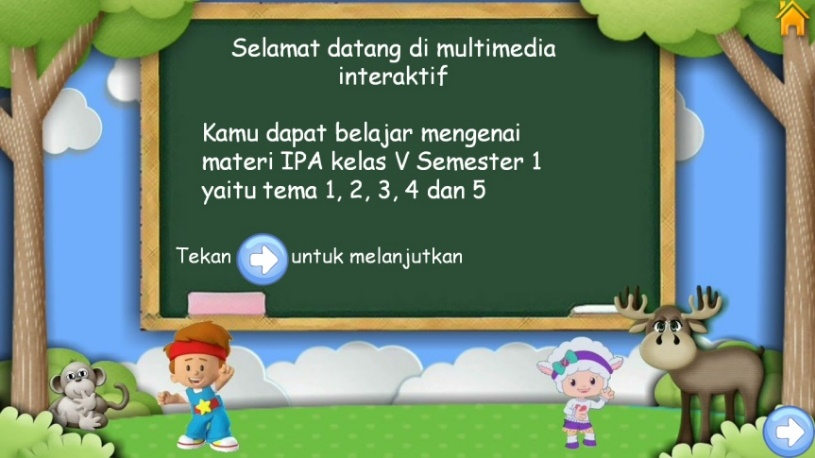 Selamat datang di multimedia
interaktif
Kamu dapat belajar mengenai
materi IPA kelas V Semester 1
yaitu tema 1, 2, 3, 4 dan 5
Tekan untuk melanjutkan